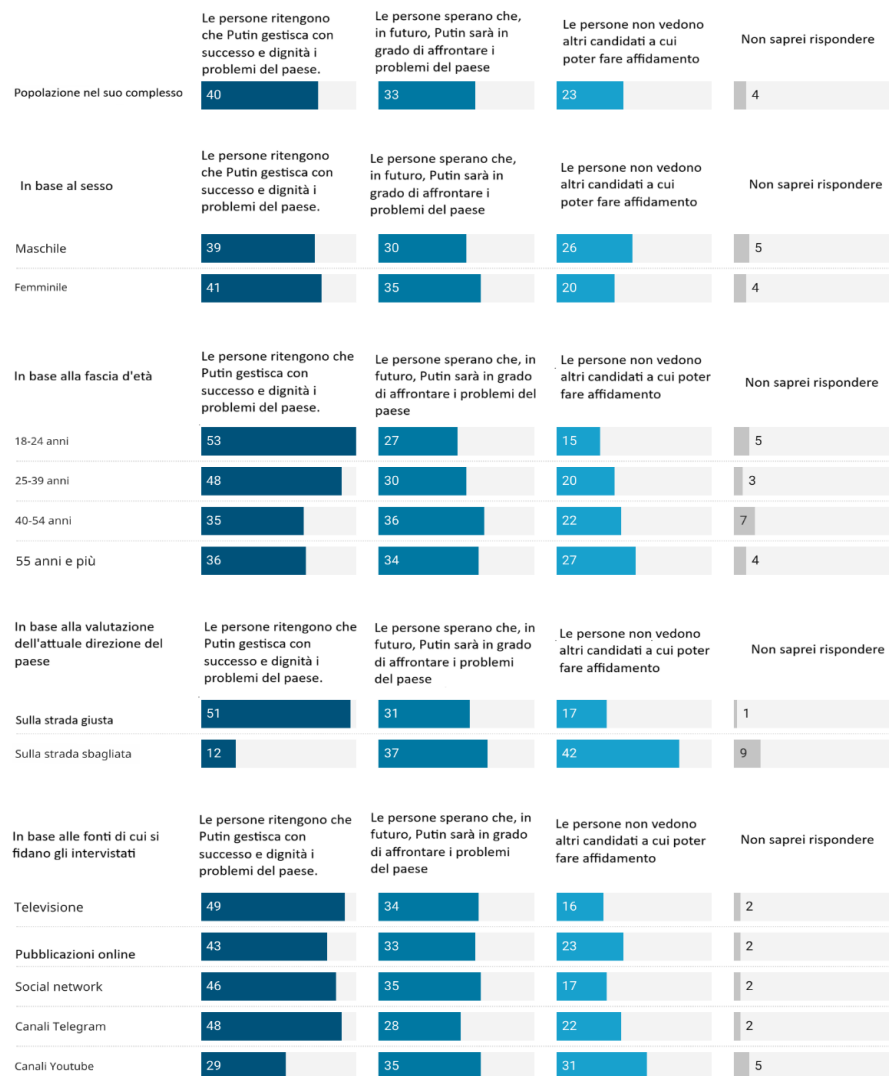 Le persone ritengono
che Putin gestisca con
successo e dignità i
problemi del paese.
Le persone sperano che,
in futuro, Putin sarà in
grado di affrontare i
problemi del paese
Le persone non vedono
altri candidati a cui
poter fare affidamento
Non saprei rispondere
Popolazione nel suo complesso
40
33
23
4
In base al sesso
Le persone ritengono
che Putin gestisca con
successo e dignità i
problemi del paese.
Le persone sperano che,
in futuro, Putin sarà in
grado di affrontare i
problemi del paese
Le persone non vedono
altri candidati a cui
poter fare affidamento
Non saprei rispondere
Maschile
39
30
26
5
Femminile
41
35
20
4
In base alla fascia d'età
Le persone ritengono che
Putin gestisca con
successo e dignità i
problemi del paese.
Le persone sperano che, in
futuro, Putin sarà in grado
di affrontare i problemi del
paese
Le persone non vedono
altri candidati a cui poter
fare affidamento
Non saprei rispondere
18-24 anni
53
27
15
5
25-39 anni
48
30
20
3
40-54 anni
35
36
22
7
55 anni e più
36
34
27
4
In base alla valutazione
dell'attuale direzione del
paese
Le persone ritengono che
Putin gestisca con
successo e dignità i
problemi del paese.
Le persone sperano che, in
futuro, Putin sarà in grado
di affrontare i problemi
del paese
Le persone non vedono
altri candidati a cui poter
fare affidamento
Non saprei rispondere
Sulla strada giusta
51
31
17
1
Sulla strada sbagliata
12
37
42
9
In base alle fonti di cui si
fidano gli intervistati
Le persone ritengono che
Putin gestisca con
successo e dignità i
problemi del paese.
Le persone sperano che, in
futuro, Putin sarà in grado
di affrontare i problemi
del paese
Le persone non vedono
altri candidati a cui poter
fare affidamento
Non saprei rispondere
Televisione
49
34
16
2
Pubblicazioni online
43
33
23
2
Social network
46
35
17
2
Canali Telegram
48
28
22
2
Canali Youtube
29
35
31
5